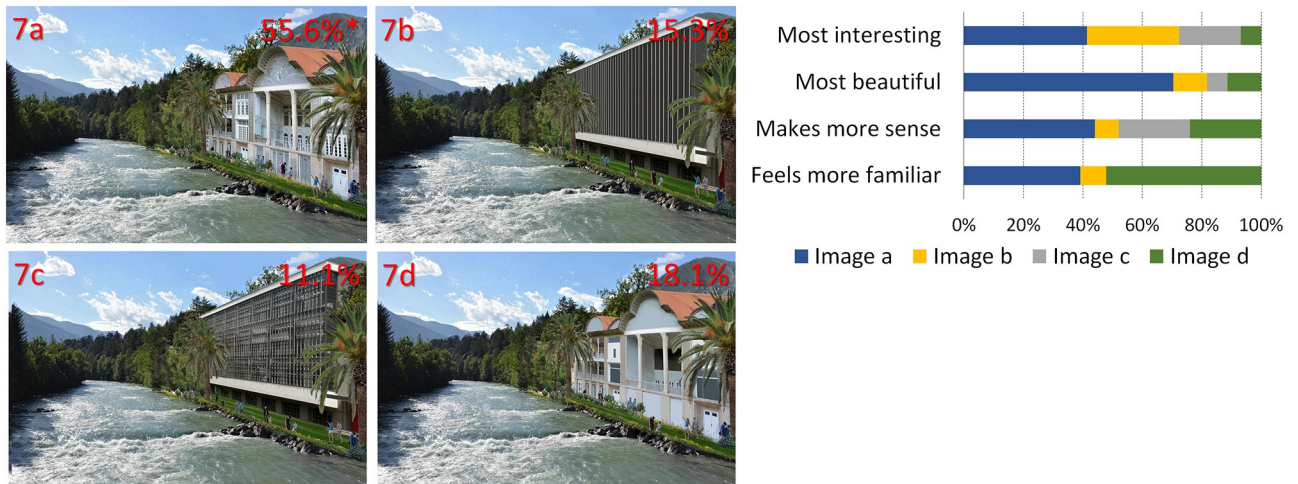 7a 55.6%*
7b 15.3%
7c 11.1%
7d 18.1%
Most interesting
Most beautiful
Makes more sense
Feels more familiar
0% 20% 40% 60% 80% 100%
Image a Image b Image c Image d